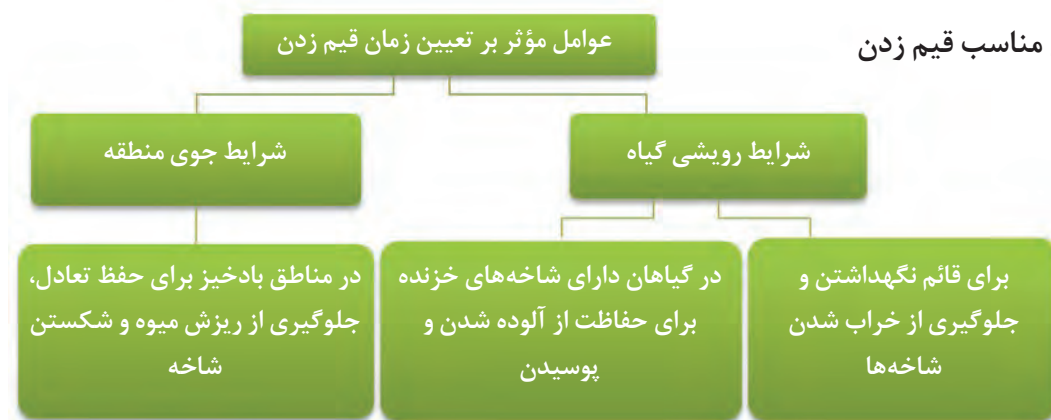 مناسب قیم زدن
عوامل مؤثر بر تعیین زمان قیم زدن
شرایط رویشی گیاه
شرایط جوی منطقه
برای قائم نگهداشتن و
جلوگیری از خراب شدن
شاخه‌ها
در گیاهان دارای شاخه‌های خزنده
برای حفاظت از آلوده شدن و
پوسیدن
در مناطق بادخیز برای حفظ تعادل،
جلوگیری از ریزش میوه و شکستن
شاخه